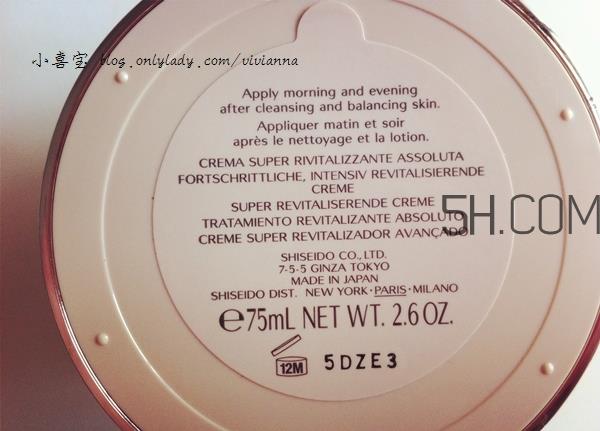 小喜宝 blog.onlylady.com/vivianna
Apply morning and evening
after cleansing and balancing skin.
Appliquer matin et soir
après le nettoyage et la lotion.
CREMA SUPER RIVITALIZZANTE ASSOLUTA
FORTSCHRITTLICHE, INTENSIV REVITALISIERENDE
CREME
SUPER REVITALISERENDE CREME
TRATAMIENTO REVITALIZANTE ABSOLUTO
CREME SUPER REVITALIZADOR AVANÇADO
5H.COM
SHISEIDO CO., LTD.
7-5-5 GINZA TOKYO
MADE IN JAPAN
SHISEIDO DIST. NEW YORK·PARIS·MILANO
℮75mL NET WT. 2.6 OZ.
12M 5DZE3